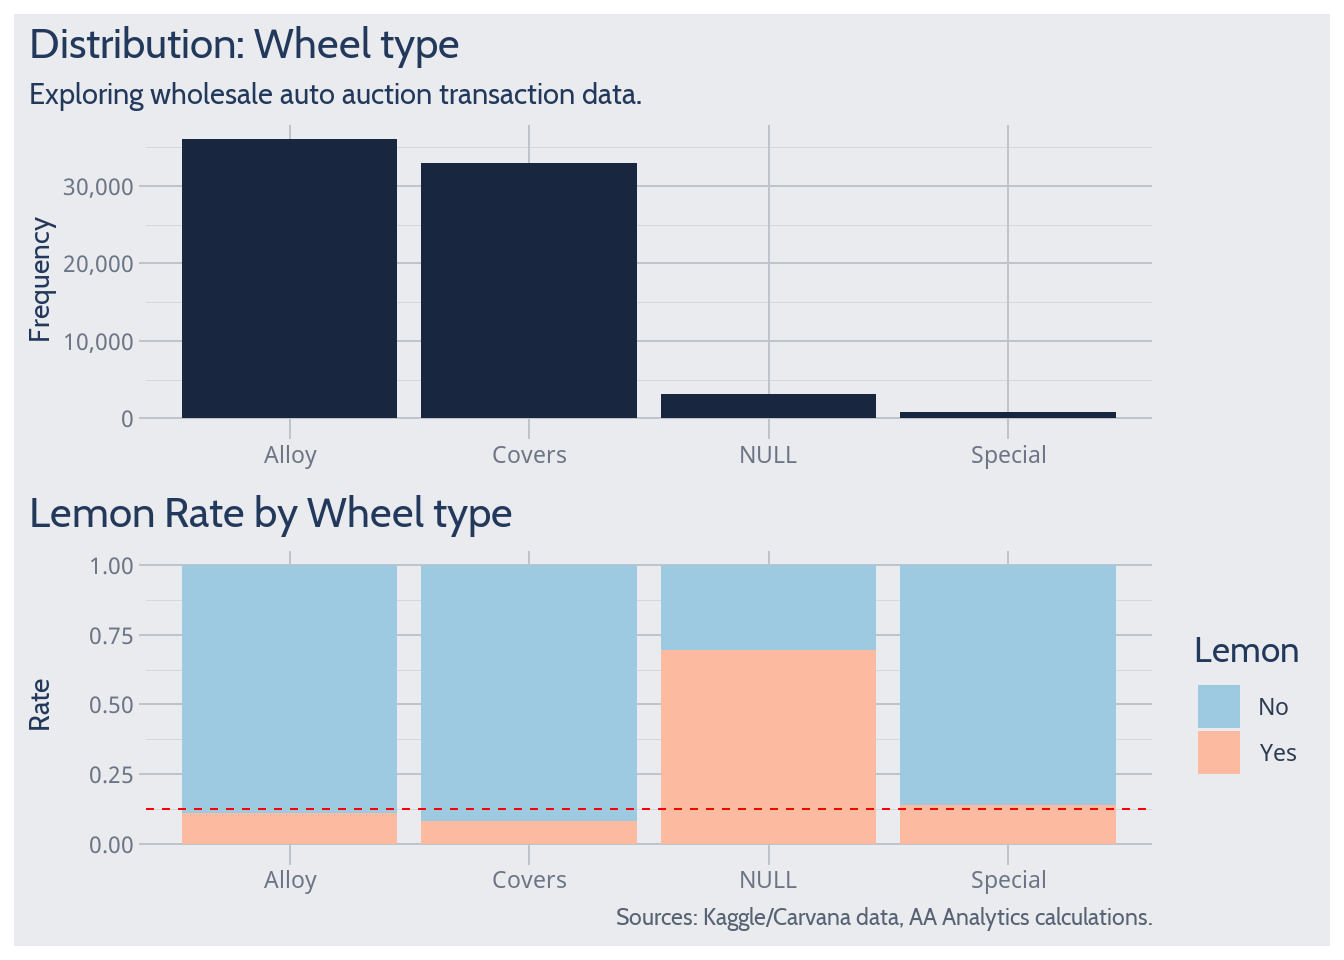 Distribution: Wheel type
Exploring wholesale auto auction transaction data.
Frequency
30,000
20,000
10,000
0
Alloy Covers NULL Special
Lemon Rate by Wheel type
Rate
1.00
0.75
0.50
0.25
0.00
Alloy Covers NULL Special
Lemon
No
Yes
Sources: Kaggle/Carvana data, AA Analytics calculations.